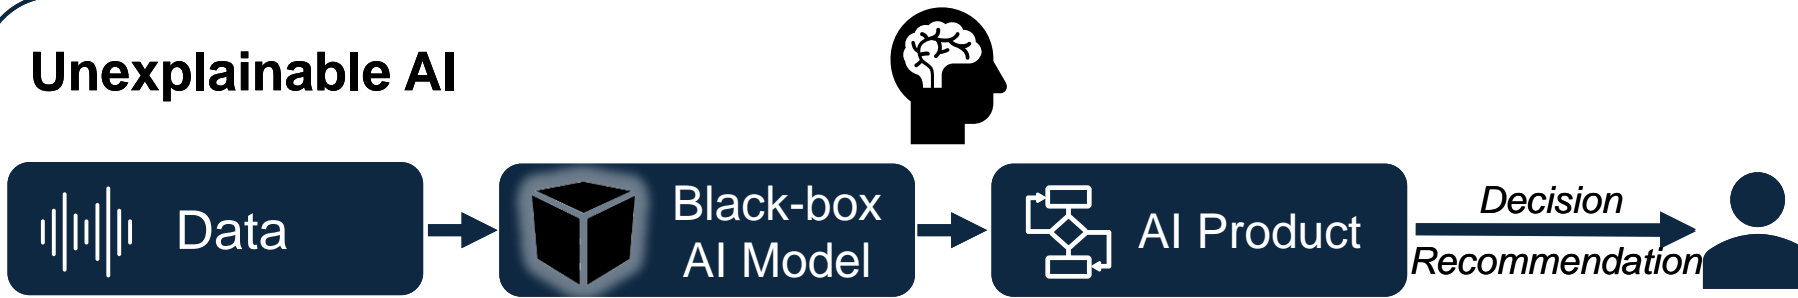 Unexplainable AI
Data
Black-box
AI Model
AI Product
Decision
Recommendation